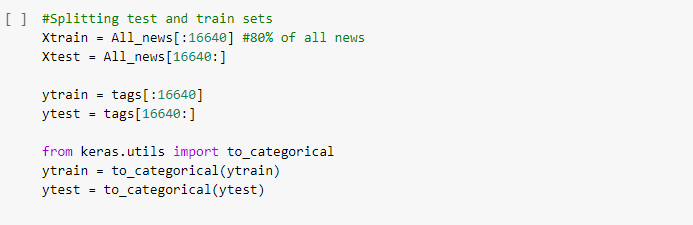 [ ] #Splitting test and train sets
Xtrain = All_news[:16640] #80% of all news
Xtest = All_news[16640:]
ytrain = tags[:16640]
ytest = tags[16640:]
from keras.utils import to_categorical
ytrain = to_categorical(ytrain)
ytest = to_categorical(ytest)